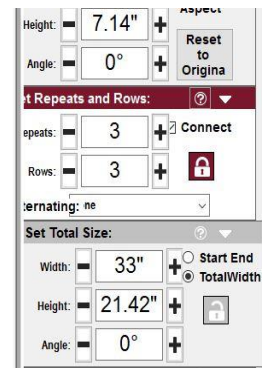 Aspect
Height: - 7.14" +
Reset
to
Origina
Angle: - 0° +
t Repeats and Rows: ?
epeats: - 3 + Connect
Rows: - 3 +
ernating: ne
Set Total Size: ?
Width: - 33" + Start End
TotalWidth
Height: - 21.42" +
Angle: - 0° +